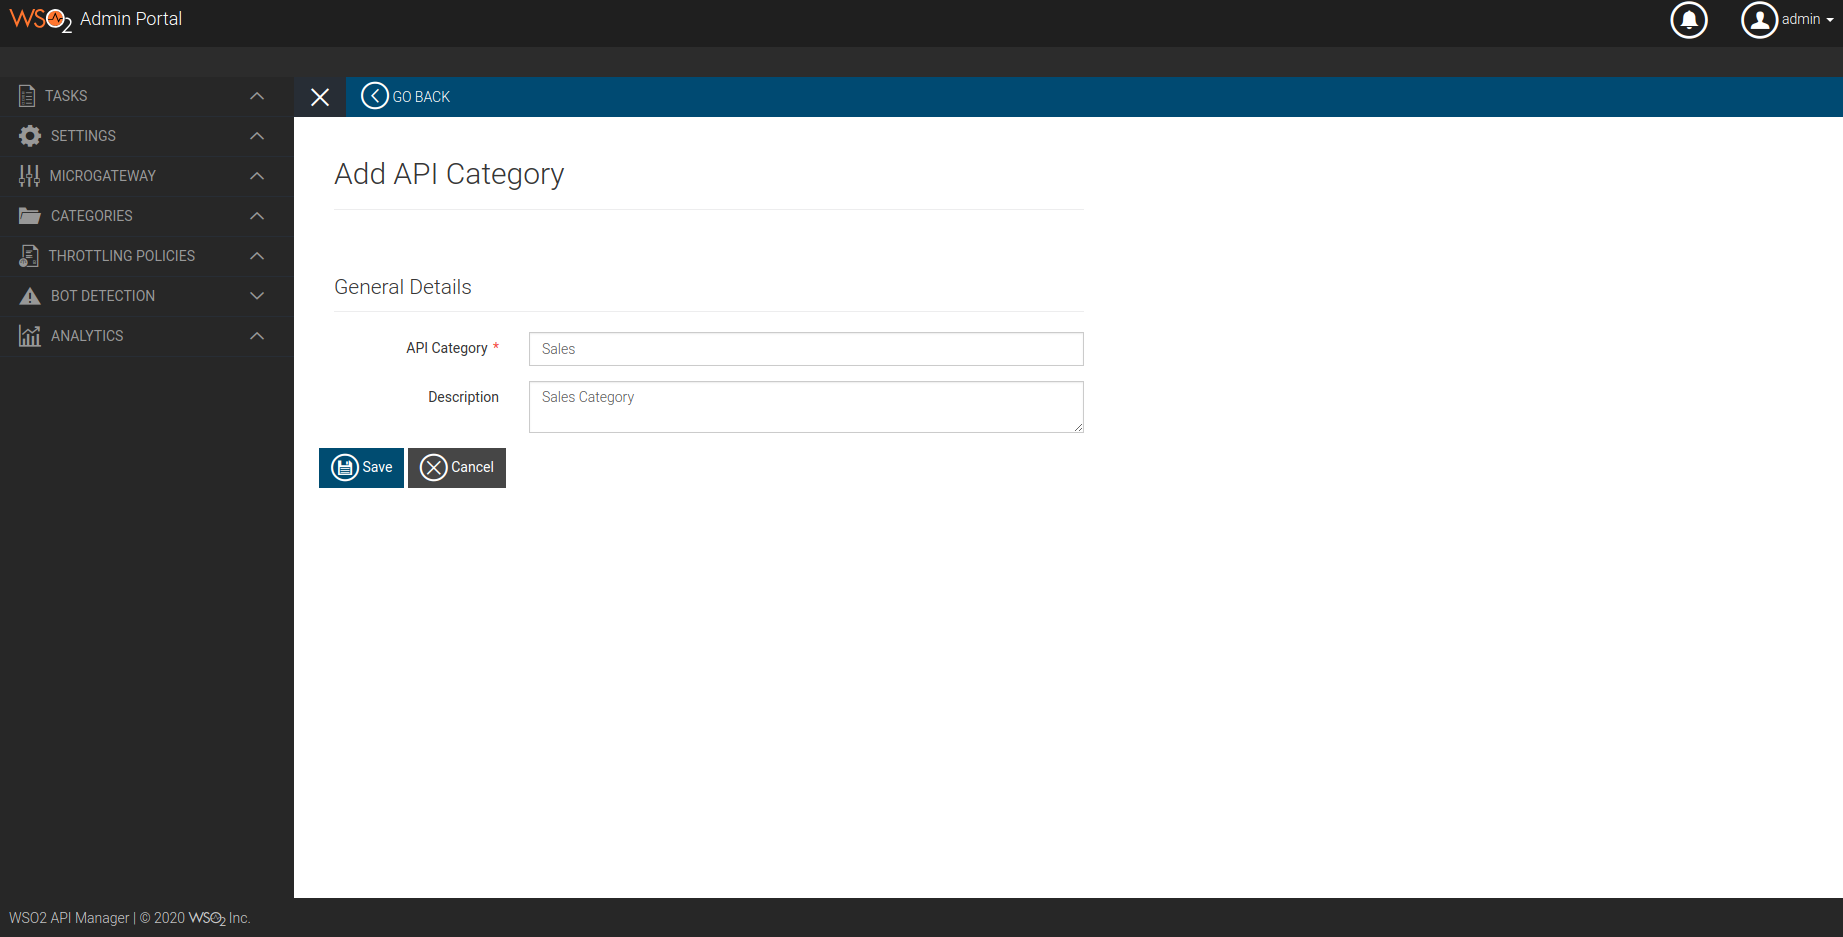 WSO2 Admin Portal
admin
TASKS
SETTINGS
MICROGATEWAY
CATEGORIES
THROTTLING POLICIES
BOT DETECTION
ANALYTICS
GO BACK
Add API Category
General Details
API Category *
Sales
Description
Sales Category
Save
Cancel
WSO2 API Manager | © 2020 WSO2 Inc.